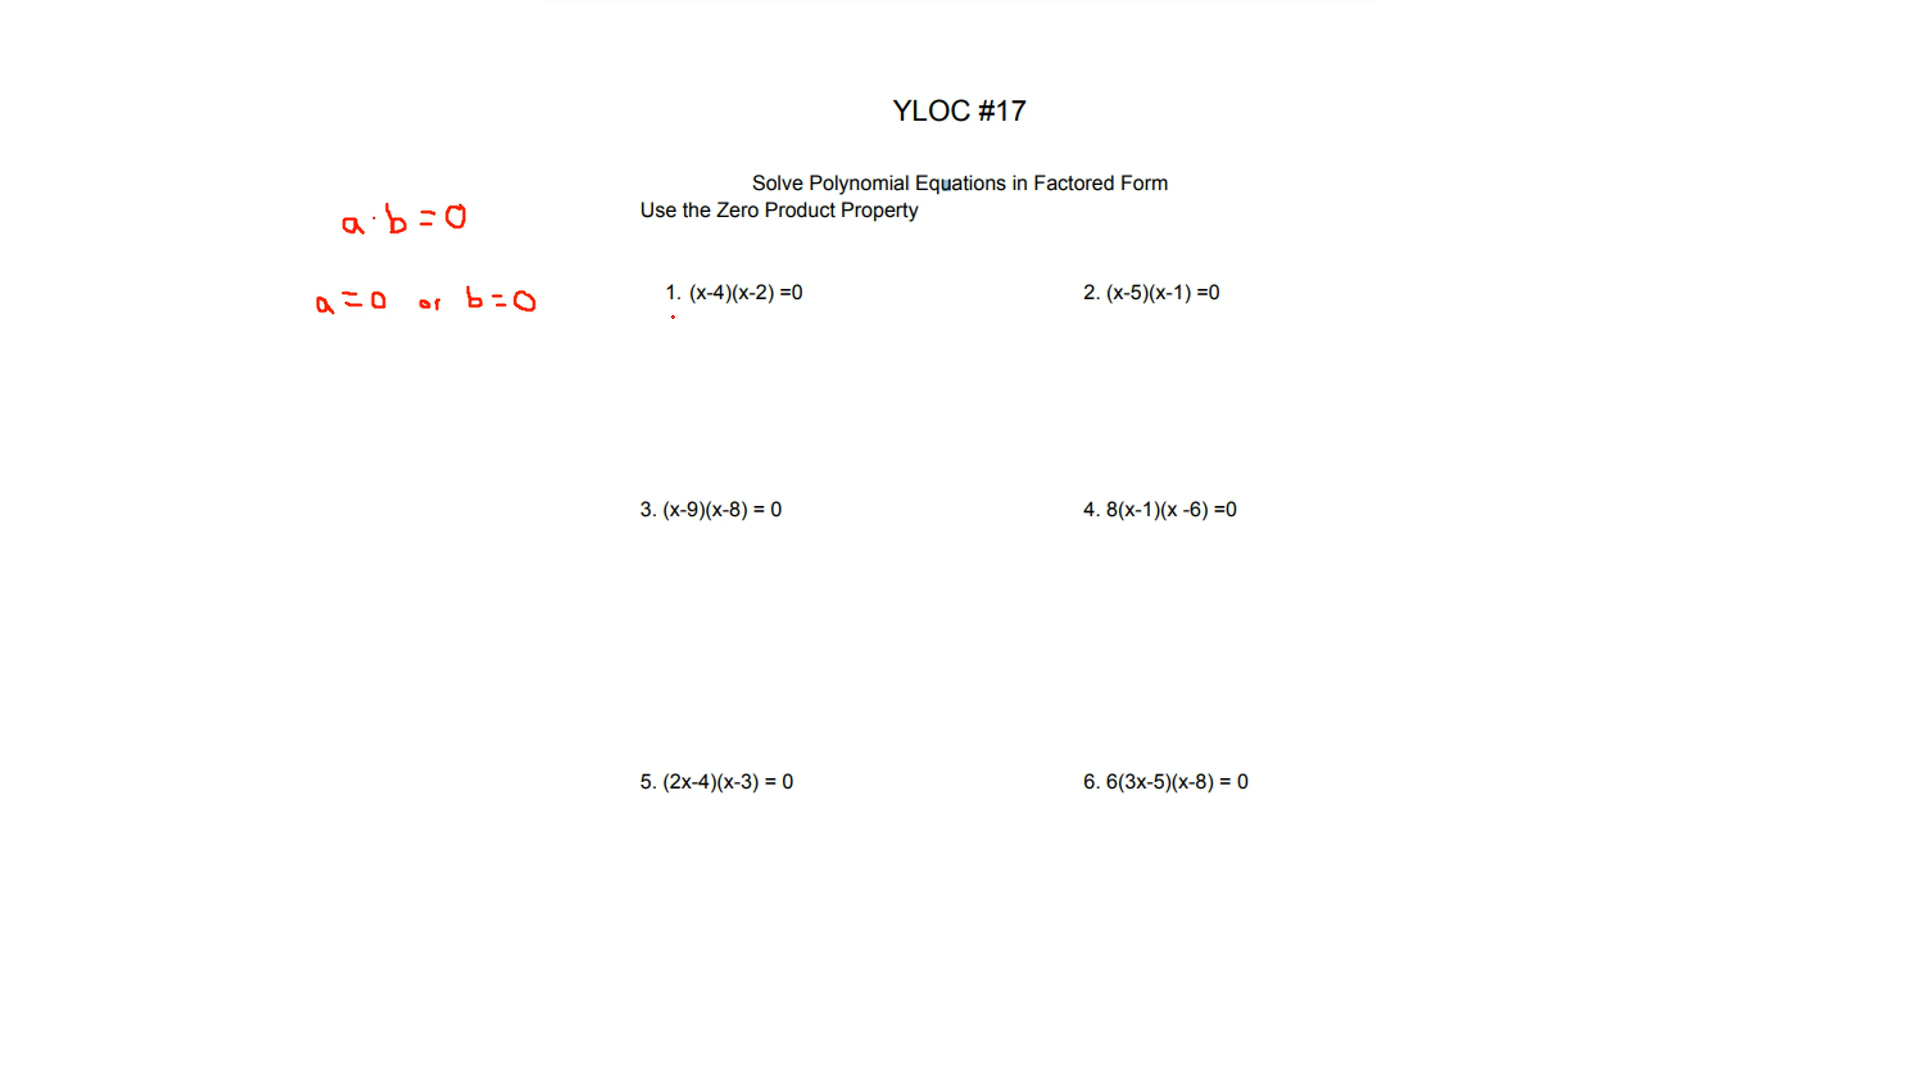 YLOC #17
Solve Polynomial Equations in Factored Form
Use the Zero Product Property
a·b=0
a=0 or b=0
1. (x-4)(x-2) =0
2. (x-5)(x-1) =0
3. (x-9)(x-8) = 0
4. 8(x-1)(x -6) =0
5. (2x-4)(x-3) = 0
6. 6(3x-5)(x-8) = 0